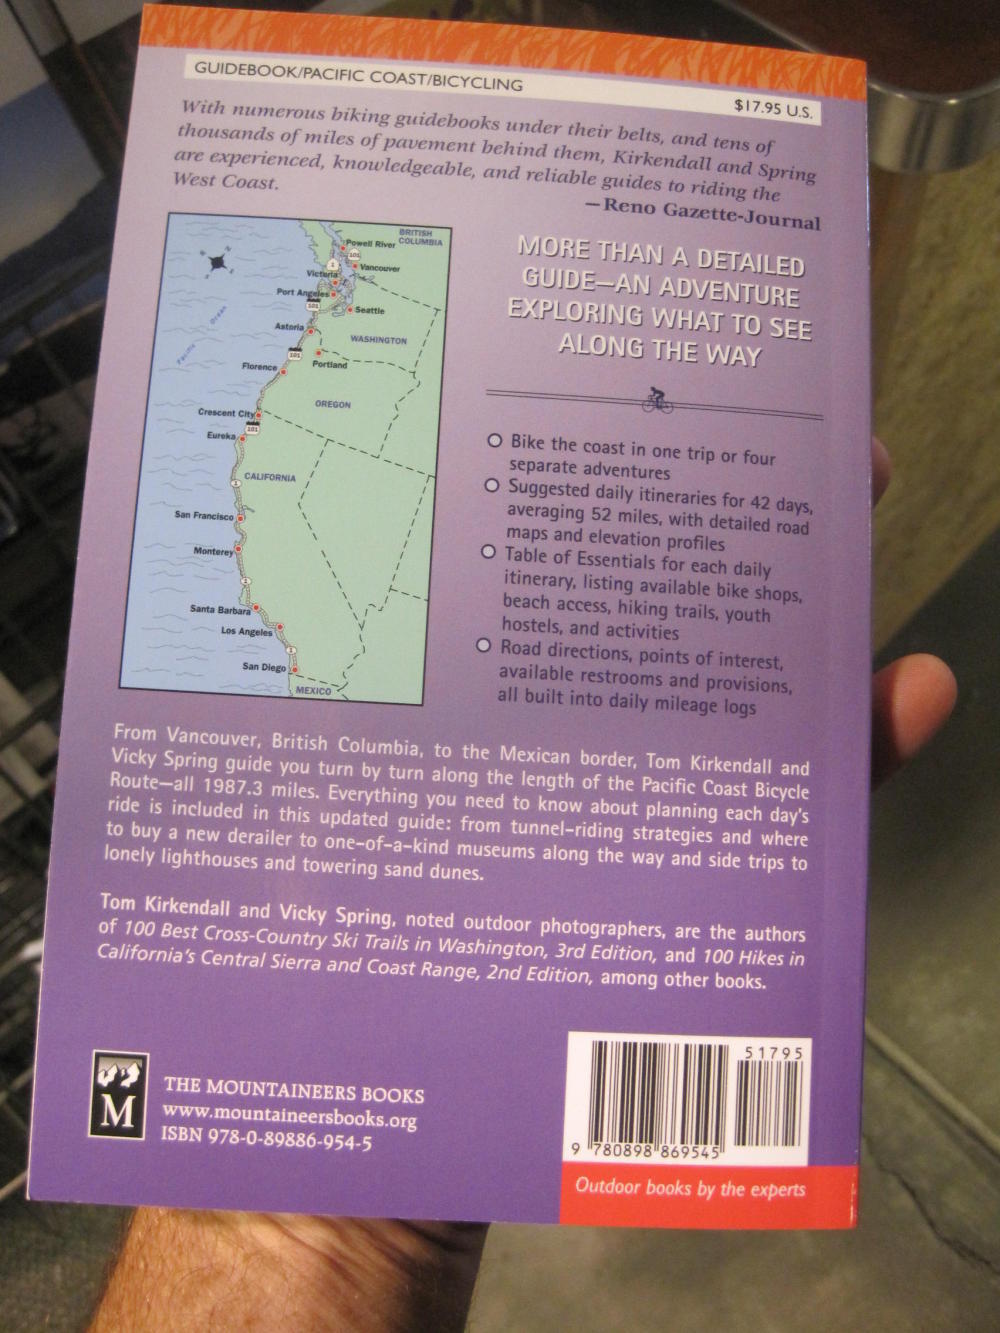 GUIDEBOOK/PACIFIC COAST/BICYCLING
$17.95 U.S.
With numerous biking guidebooks under their belts, and tens of
thousands of miles of pavement behind them, Kirkendall and Spring
are experienced, knowledgeable, and reliable guides to riding the
West Coast.
—Reno Gazette-Journal
BRITISH
COLUMBIA
Powell River
101
Vancouver
1
Victoria
Port Angeles
101
Seattle
Astoria
WASHINGTON
101
Portland
Florence
OREGON
Crescent City
101
Eureka
CALIFORNIA
1
San Francisco
Monterey
1
Santa Barbara
Los Angeles
1
San Diego
MEXICO
Pacific Ocean
N
MORE THAN A DETAILED
GUIDE—AN ADVENTURE
EXPLORING WHAT TO SEE
ALONG THE WAY
Bike the coast in one trip or four
separate adventures
Suggested daily itineraries for 42 days,
averaging 52 miles, with detailed road
maps and elevation profiles
Table of Essentials for each daily
itinerary, listing available bike shops,
beach access, hiking trails, youth
hostels, and activities
Road directions, points of interest,
available restrooms and provisions,
all built into daily mileage logs
From Vancouver, British Columbia, to the Mexican border, Tom Kirkendall and
Vicky Spring guide you turn by turn along the length of the Pacific Coast Bicycle
Route—all 1987.3 miles. Everything you need to know about planning each day's
ride is included in this updated guide: from tunnel-riding strategies and where
to buy a new derailer to one-of-a-kind museums along the way and side trips to
lonely lighthouses and towering sand dunes.
Tom Kirkendall and Vicky Spring, noted outdoor photographers, are the authors
of 100 Best Cross-Country Ski Trails in Washington, 3rd Edition, and 100 Hikes in
California's Central Sierra and Coast Range, 2nd Edition, among other books.
M
THE MOUNTAINEERS BOOKS
www.mountaineersbooks.org
ISBN 978-0-89886-954-5
51795
9 780898 869545
Outdoor books by the experts